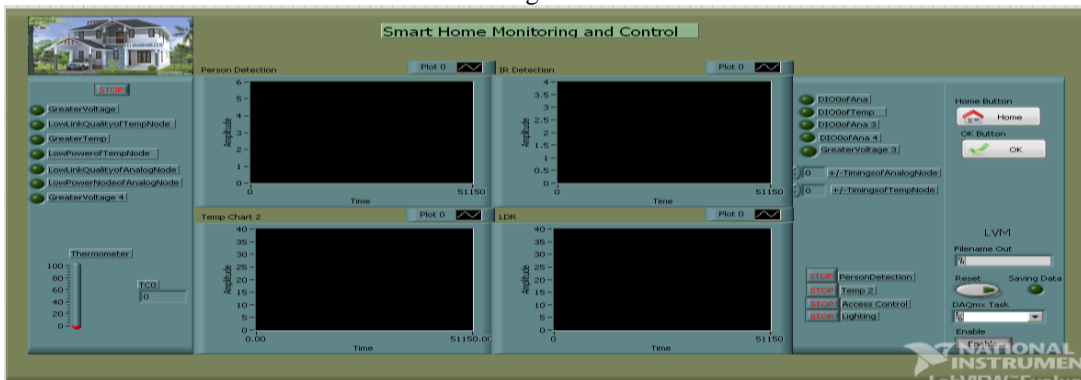 Smart Home Monitoring and Control
STOP
GreaterVoltage
LowLinkQualityofTempNode
GreaterTemp
LowPowerofTempNode
LowLinkQualityofAnalogNode
LowPowerNodeofAnalogNode
GreaterVoltage 4
Thermometer
100
80
60
40
20
0
TC0
0
Person Detection
Plot 0
Amplitude
6
5
4
3
2
1
0
0
51150
Time
IR Detection
Plot 0
Amplitude
4
3.5
3
2.5
2
1.5
1
0.5
0
0
51150
Time
Temp Chart 2
Plot 0
Amplitude
40
35
30
25
20
15
10
5
0
0.00
51150.00
Time
LDR
Plot 0
Amplitude
40
35
30
25
20
15
10
5
0
0
51150
Time
DIO0ofAna
DIO0ofTemp
DIO0ofAna 3
DIO0ofAna 4
GreaterVoltage 3
0 +/-TimingsofAnalogNode
0 +/-TimingsofTempNode
STOP PersonDetection
STOP Temp 2
STOP Access Control
STOP Lighting
Home Button
Home
OK Button
OK
LVM
Filename Out
Reset Saving Data
DAQmx Task
Enable
Enable
NATIONAL
INSTRUMEN
LabVIEW